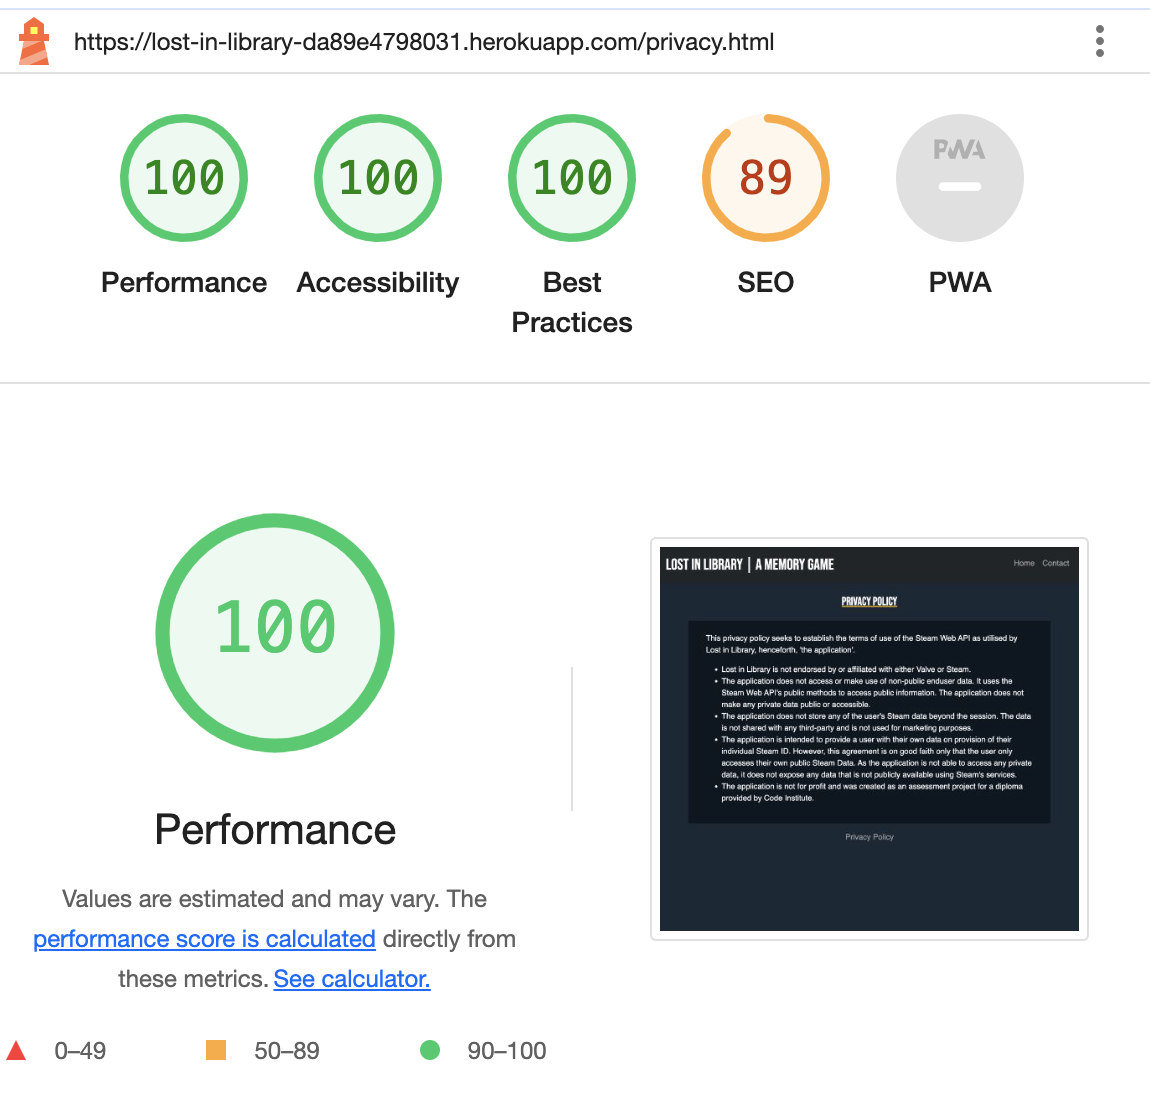 https://lost-in-library-da89e4798031.herokuapp.com/privacy.html
100
100
100
89
PWA
Performance
Accessibility
Best
Practices
SEO
PWA
100
Performance
Values are estimated and may vary. The
performance score is calculated directly from
these metrics. See calculator.
0–49
50–89
90–100
LOST IN LIBRARY | A MEMORY GAME
Home
Contact
PRIVACY POLICY
This privacy policy seeks to establish the terms of use of the Steam Web API as utilised by
Lost in Library, henceforth, 'the application'.
• Lost in Library is not endorsed by or affiliated with either Valve or Steam.
• The application does not access or make use of non-public enduser data. It uses the
Steam Web API's public methods to access public information. The application does not
make any private data public or accessible.
• The application does not store any of the user's Steam data beyond the session. The data
is not shared with any third-party and is not used for marketing purposes.
• The application is intended to provide a user with their own data on provision of their
individual Steam ID. However, this agreement is on good faith only that the user only
accesses their own public Steam Data. As the application is not able to access any private
data, it does not expose any data that is not publicly available using Steam's services.
• The application is not for profit and was created as an assessment project for a diploma
provided by Code Institute.
Privacy Policy